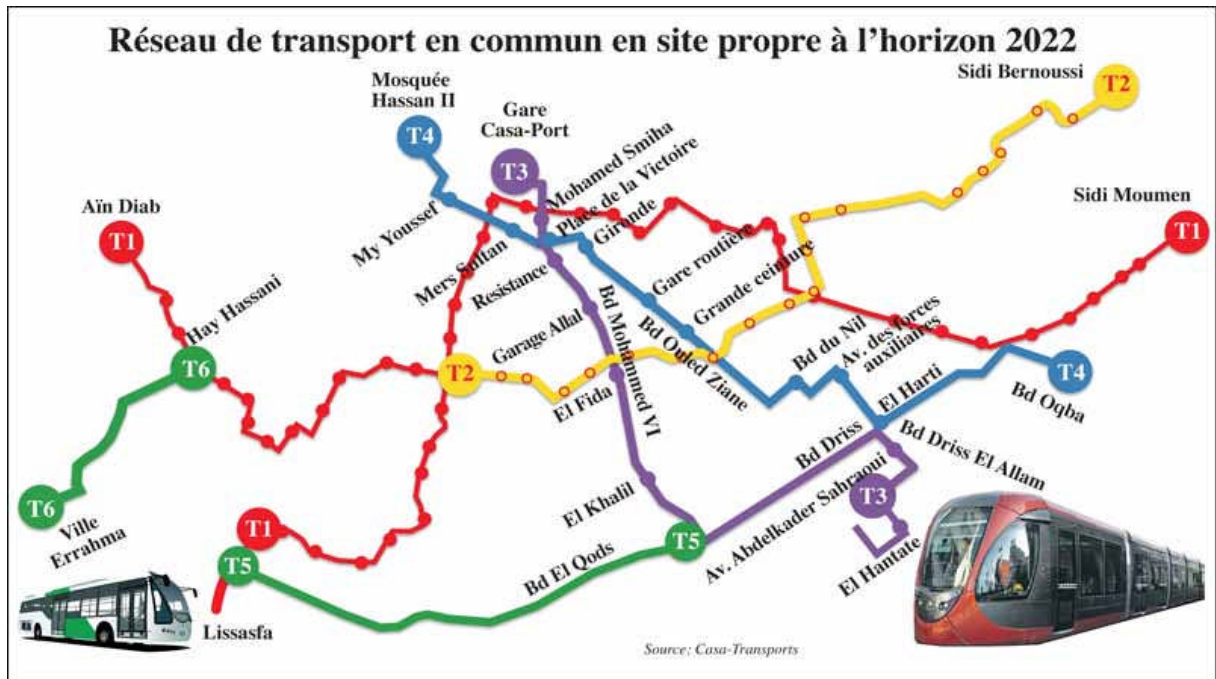 Réseau de transport en commun en site propre à l'horizon 2022
Mosquée
Hassan II
T4
Gare
Casa-Port
T3
Sidi Bernoussi
T2
Aïn Diab
T1
Sidi Moumen
T1
My Youssef
Mers Sultan
Mohamed Smiha
Place de la Victoire
Gironde
Resistance
Gare routière
Grande ceinture
Hay Hassani
T6
T2
Garage Allal
Bd Mohammed VI
Bd Ouled Ziane
Bd du Nil
Av. des forces
auxiliaires
El Fida
El Harti
T4
Bd Oqba
Bd Driss
Bd Driss El Allam
El Khalil
Av. Abdelkader Sahraoui
T3
El Hantate
T6
Ville
Errahma
T1
T5
T5
Bd El Qods
Lissasfa
Source: Casa-Transports